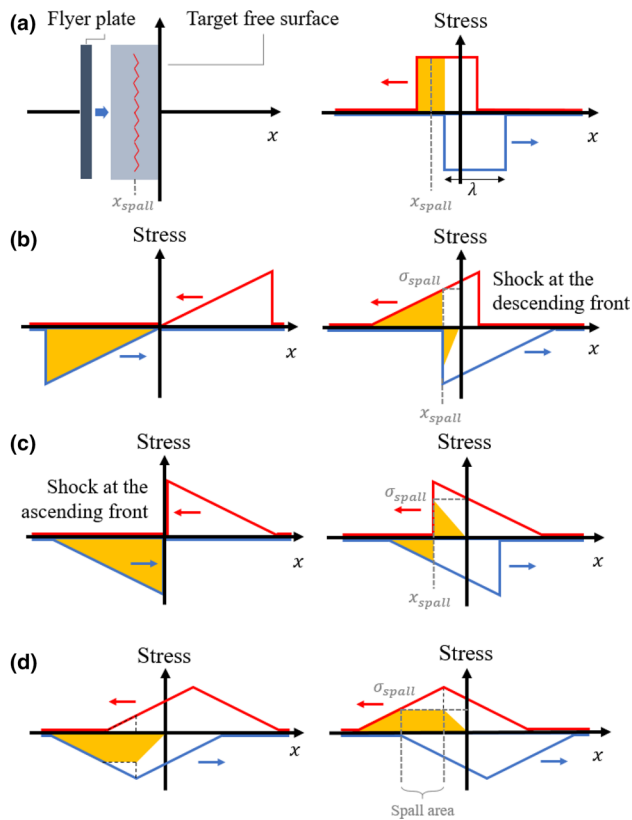 (a)
Flyer plate
Target free surface
x
x_spall
Stress
x
x_spall
λ
(b)
Stress
x
Stress
σ_spall
Shock at the
descending front
x
x_spall
(c)
Stress
Shock at the
ascending front
x
Stress
σ_spall
x
x_spall
(d)
Stress
x
Stress
σ_spall
x
Spall area